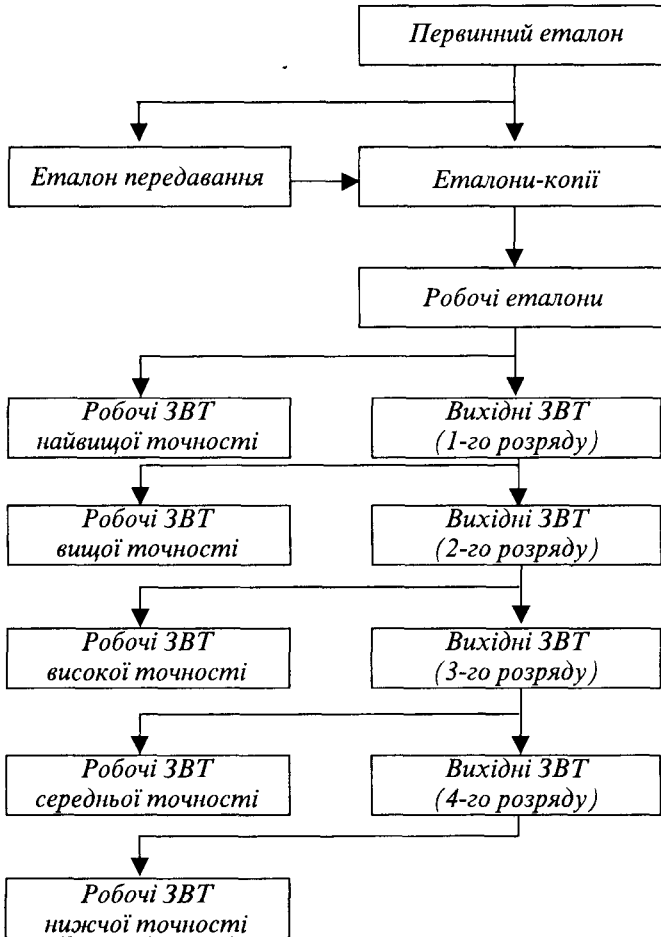 Первинний еталон
Еталон передавання
Еталони-копії
Робочі еталони
Робочі ЗВТ
найвищої точності
Вихідні ЗВТ
(1-го розряду)
Робочі ЗВТ
вищої точності
Вихідні ЗВТ
(2-го розряду)
Робочі ЗВТ
високої точності
Вихідні ЗВТ
(3-го розряду)
Робочі ЗВТ
середньої точності
Вихідні ЗВТ
(4-го розряду)
Робочі ЗВТ
нижчої точності